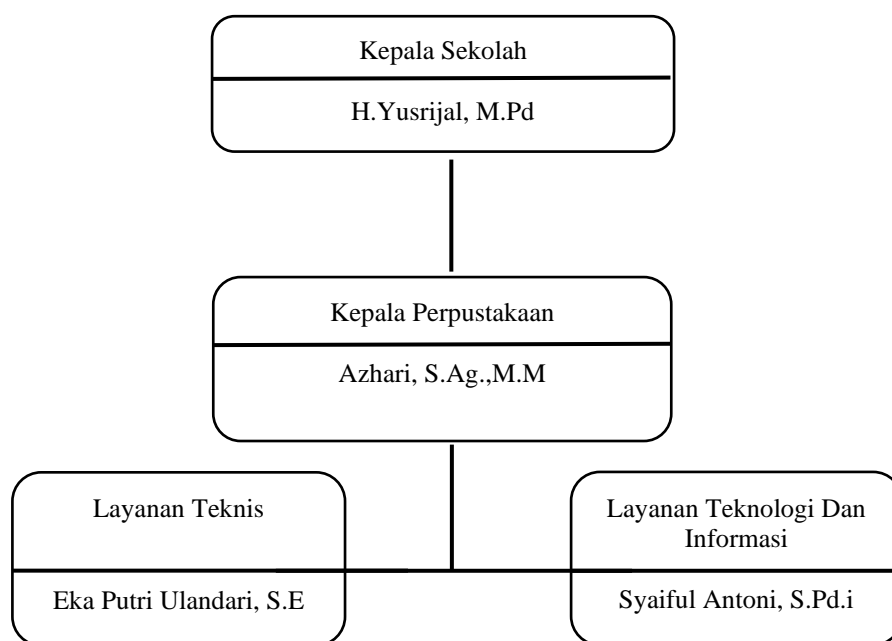 Kepala Sekolah
H.Yusrijal, M.Pd
Kepala Perpustakaan
Azhari, S.Ag.,M.M
Layanan Teknis
Eka Putri Ulandari, S.E
Layanan Teknologi Dan
Informasi
Syaiful Antoni, S.Pd.i